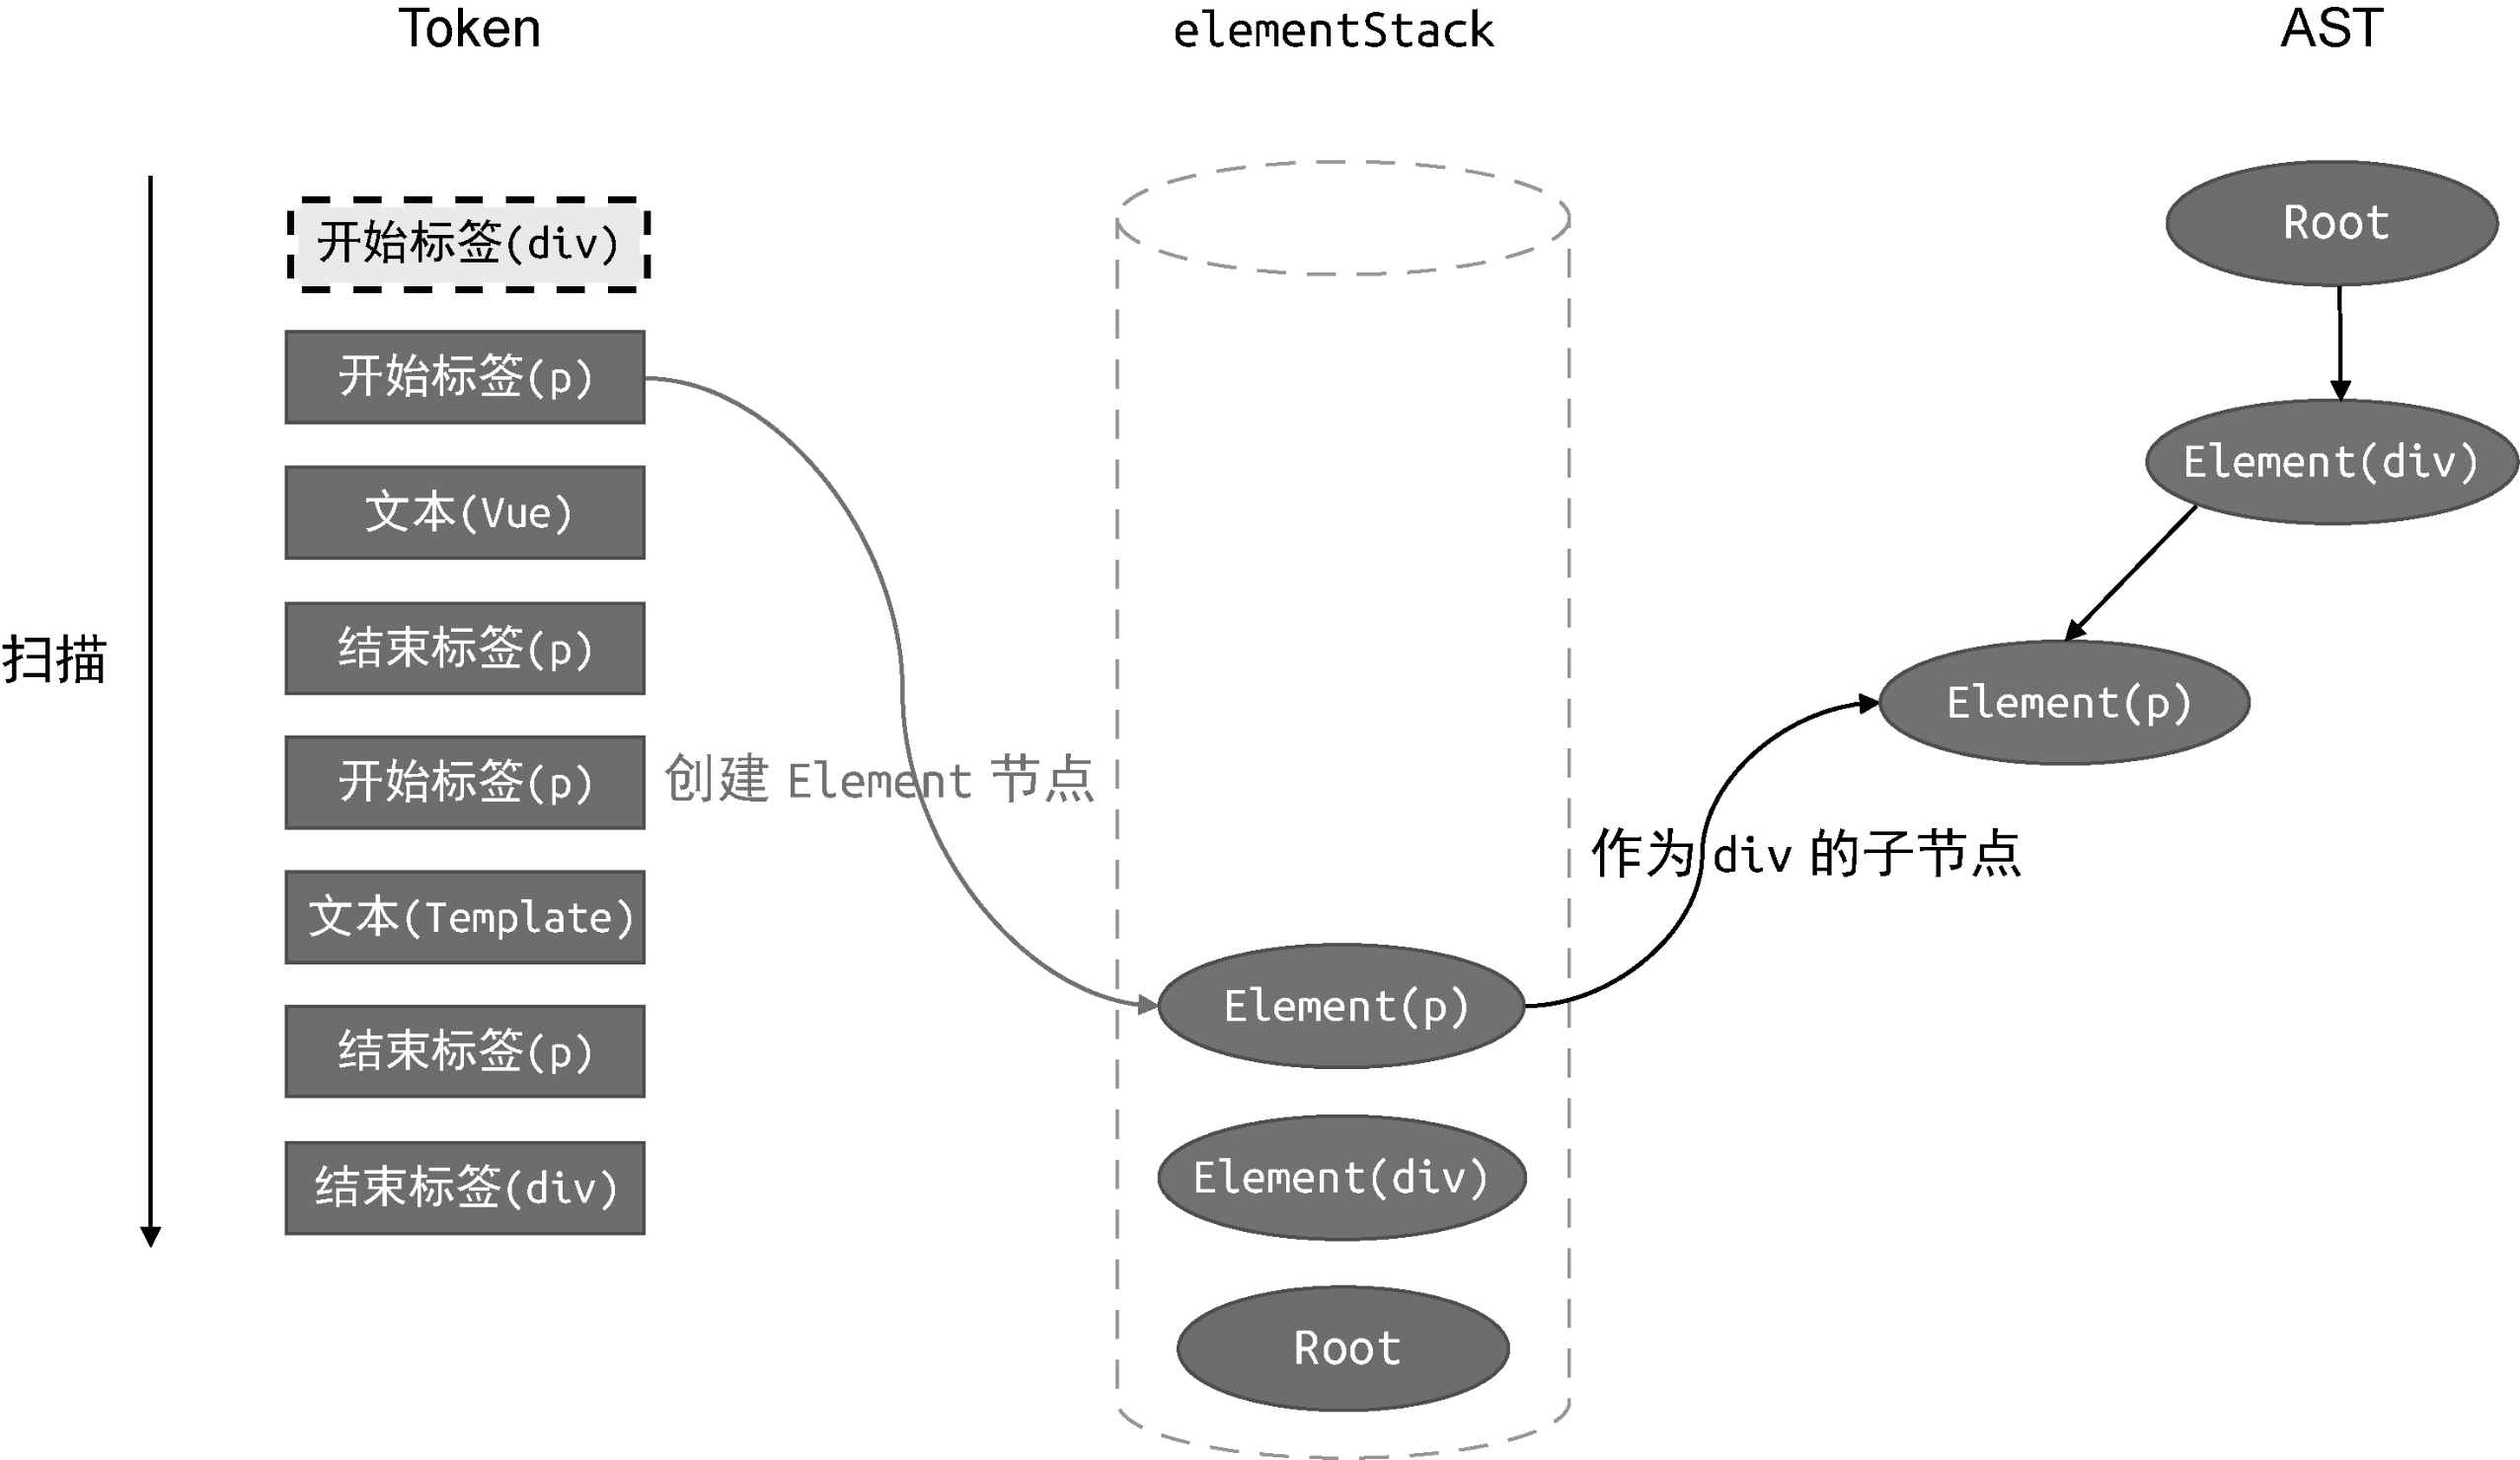 Token
elementStack
AST
扫描
开始标签(div)
开始标签(p)
文本(Vue)
结束标签(p)
开始标签(p)
文本(Template)
结束标签(p)
结束标签(div)
创建 Element 节点
Element(p)
Element(div)
Root
作为 div 的子节点
Root
Element(div)
Element(p)